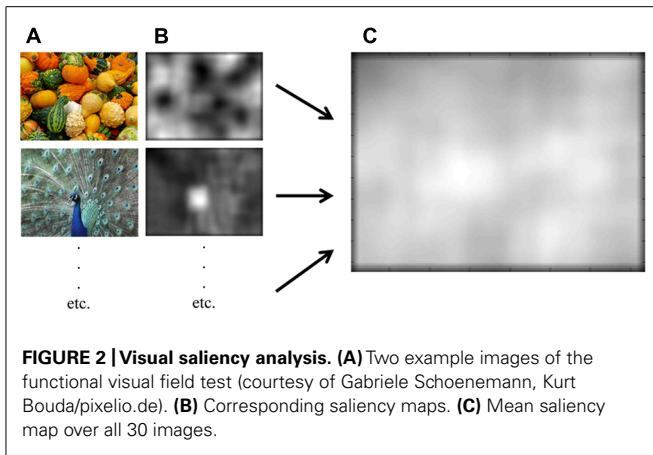 A B C
.
.
.
etc.
.
.
.
etc.
FIGURE 2 | Visual saliency analysis. (A) Two example images of the
functional visual field test (courtesy of Gabriele Schoenemann, Kurt
Bouda/pixelio.de). (B) Corresponding saliency maps. (C) Mean saliency
map over all 30 images.